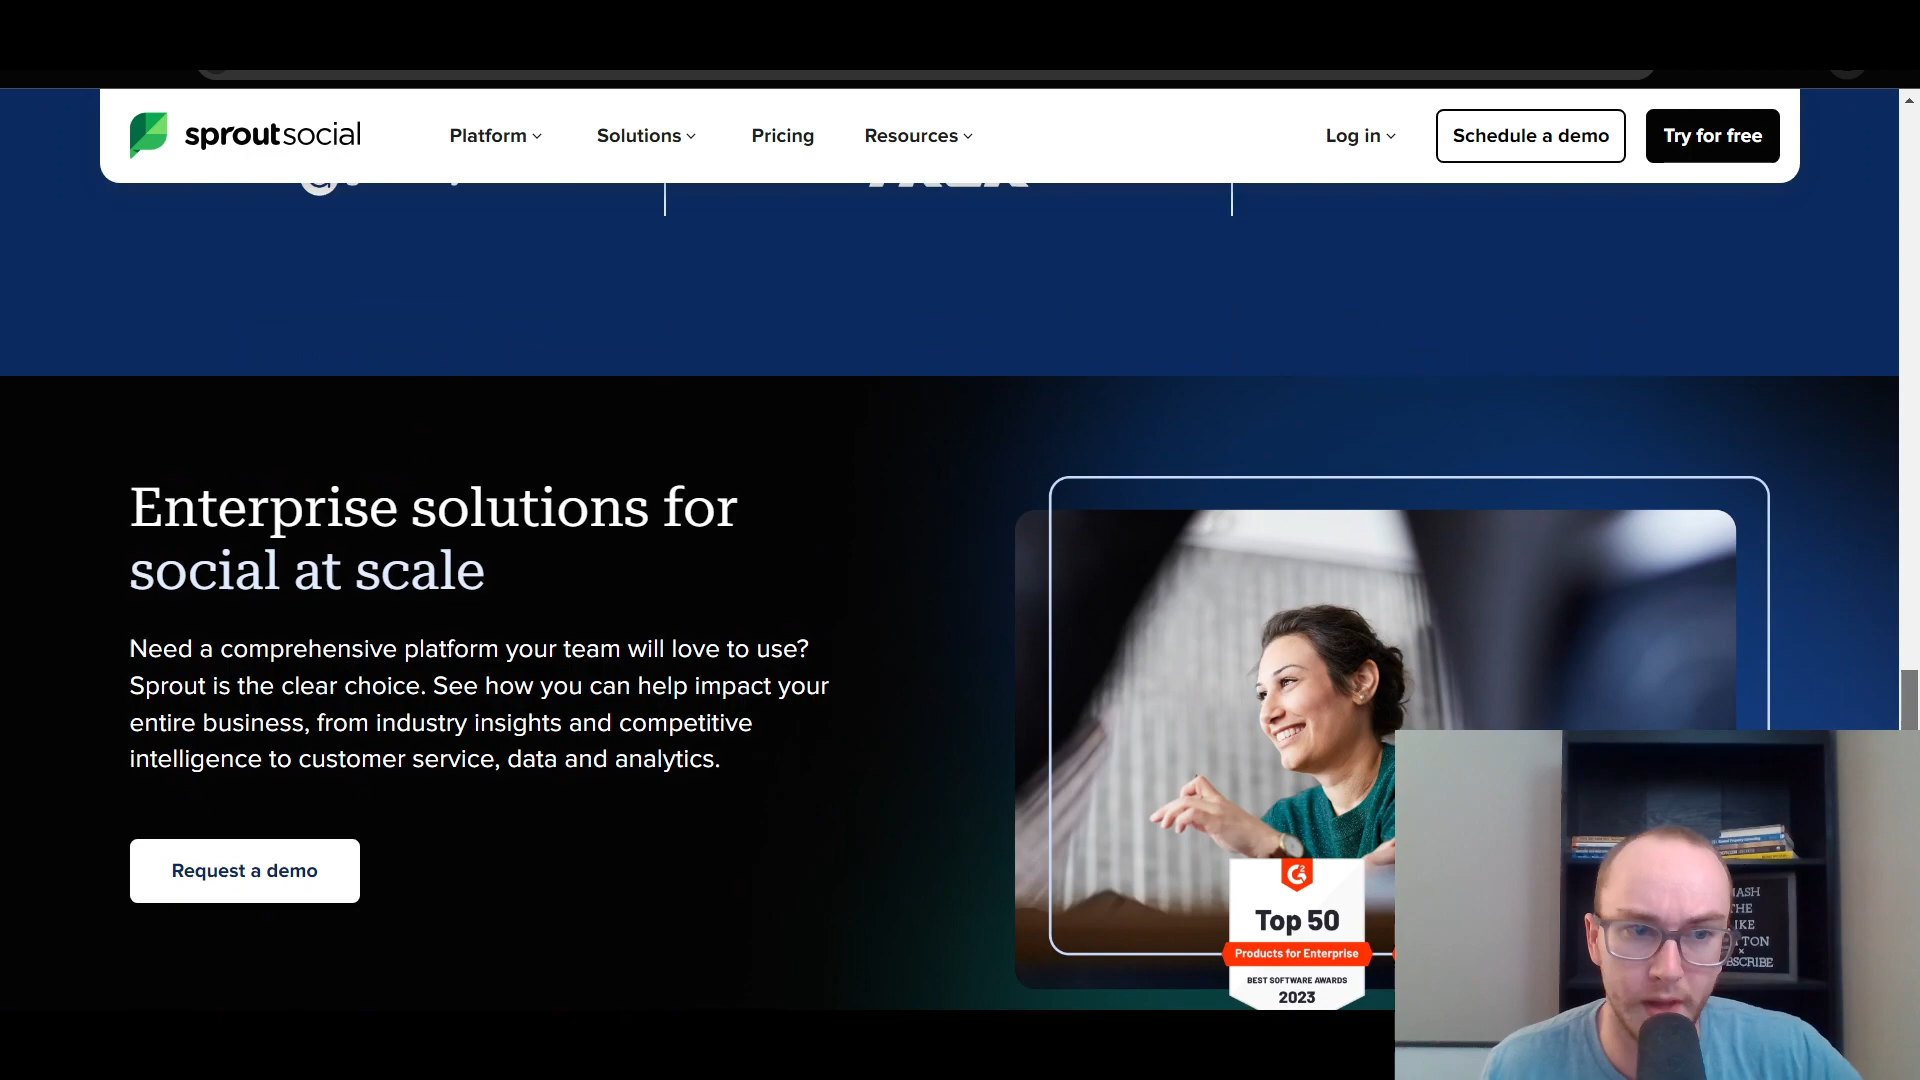 sproutsocial
Platform
Solutions
Pricing
Resources
Log in
Schedule a demo
Try for free
Enterprise solutions for
social at scale
Need a comprehensive platform your team will love to use?
Sprout is the clear choice. See how you can help impact your
entire business, from industry insights and competitive
intelligence to customer service, data and analytics.
Request a demo
G2
Top 50
Products for Enterprise
BEST SOFTWARE AWARDS
2023
THE